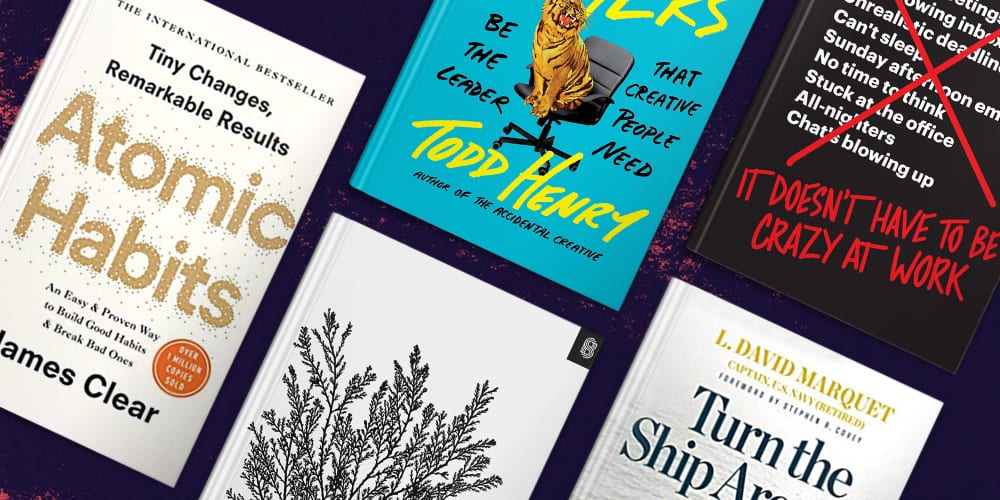 THE INTERNATIONAL BESTSELLER
Tiny Changes,
Remarkable Results
Atomic
Habits
An Easy & Proven Way
to Build Good Habits
& Break Bad Ones
James Clear
OVER
1 MILLION
COPIES
SOLD
BE
THE
LEADER
THAT
CREATIVE
PEOPLE
NEED
TODD HENRY
AUTHOR OF THE ACCIDENTAL CREATIVE
Can't sleep
Sunday afternoon em
No time to think
Stuck at the office
All-nighters
Chats blowing up
IT DOESN'T HAVE TO BE
CRAZY AT WORK
B
L. DAVID MARQUET
CAPTAIN, U.S. NAVY (RETIRED)
FOREWORD BY STEPHEN R. COVEY
Turn the
Ship